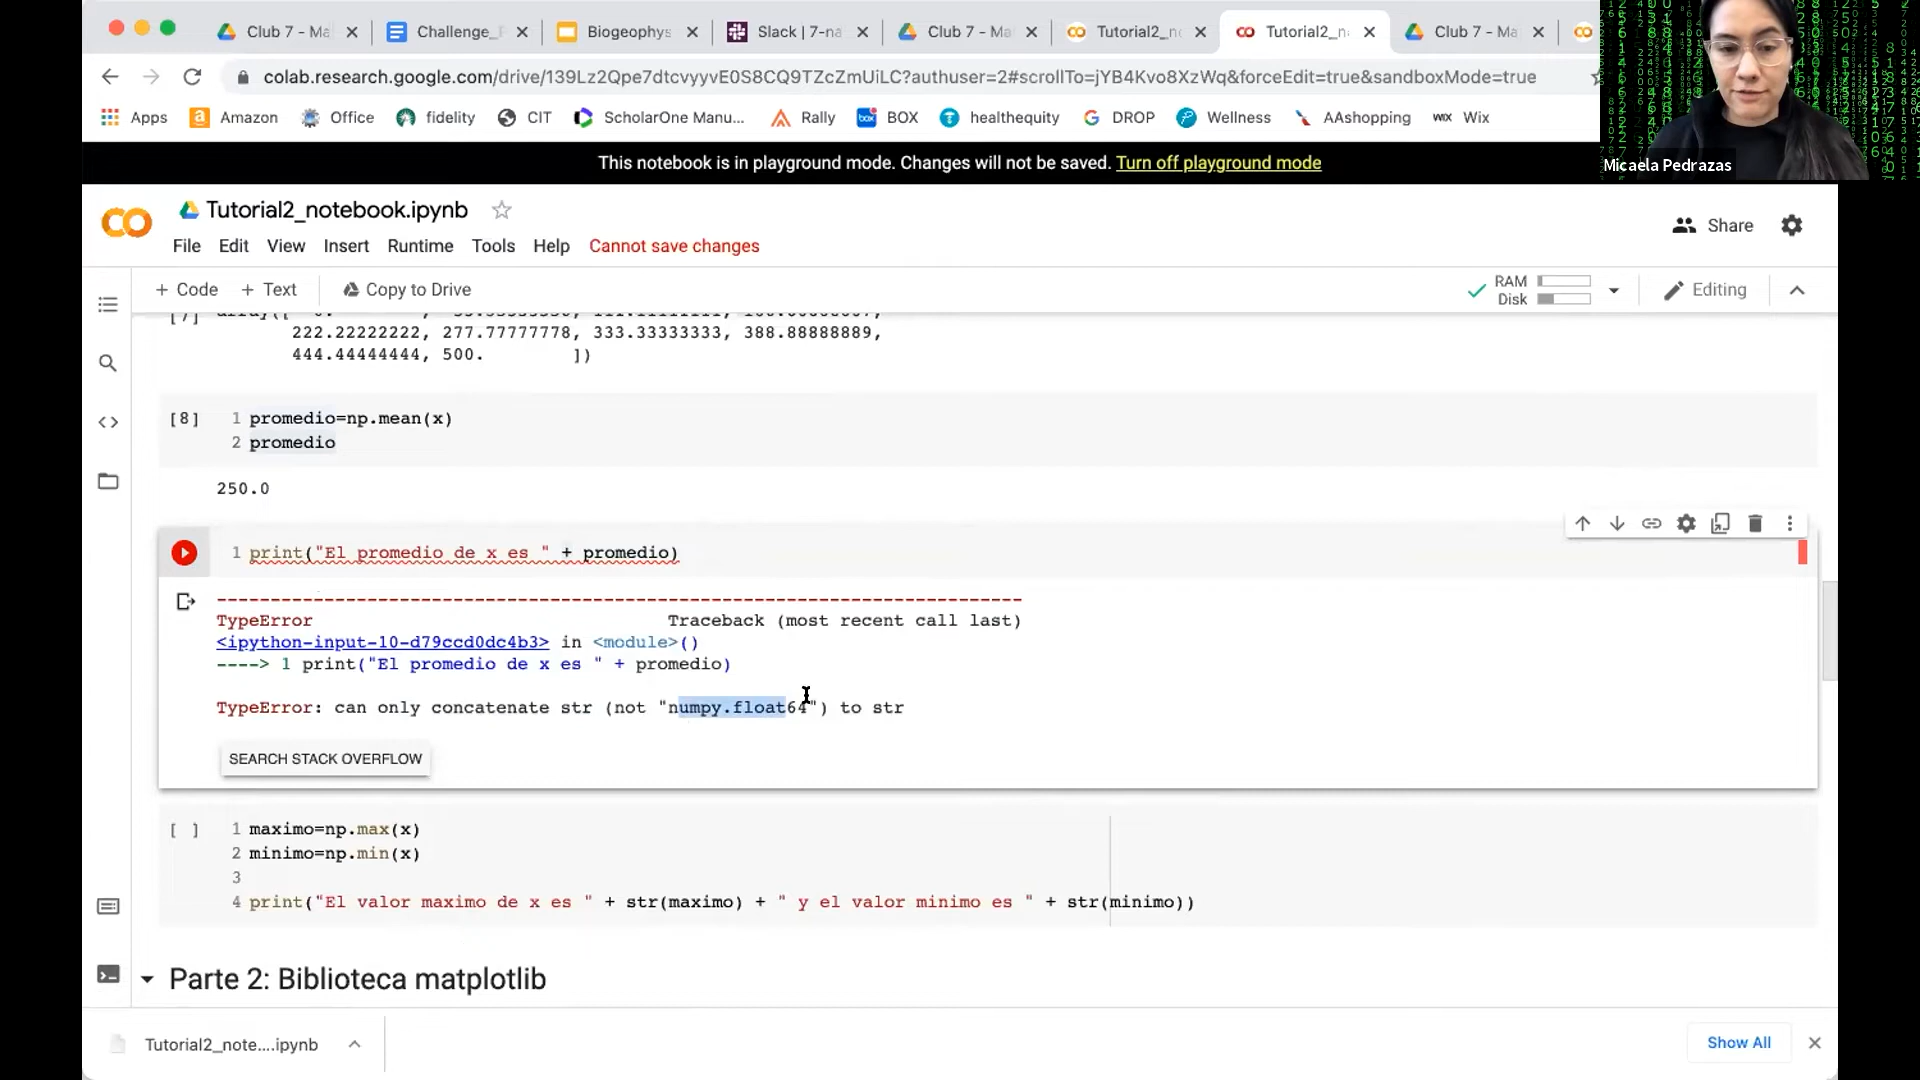 Club 7 - Ma
Challenge_
Biogeophys
Slack | 7-na
Club 7 - Ma
Tutorial2_n
Tutorial2_n
Club 7 - Ma
colab.research.google.com/drive/139Lz2Qpe7dtcvyyvE0S8CQ9TZcZmUiLC?authuser=2#scrollTo=jYB4Kvo8XzWq&forceEdit=true&sandboxMode=true
Apps
Amazon
Office
fidelity
CIT
ScholarOne Manu...
Rally
BOX
healthequity
DROP
Wellness
AAshopping
WIX Wix
Micaela Pedrazas
This notebook is in playground mode. Changes will not be saved. Turn off playground mode
Tutorial2_notebook.ipynb
Share
File Edit View Insert Runtime Tools Help Cannot save changes
+ Code + Text Copy to Drive
RAM
Disk
Editing
222.22222222, 277.77777778, 333.33333333, 388.88888889,
444.44444444, 500. ])
[8] 1 promedio=np.mean(x)
2 promedio
250.0
1 print("El promedio de x es " + promedio)
---------------------------------------------------------------------------
TypeError Traceback (most recent call last)
<ipython-input-10-d79ccd0dc4b3> in <module>()
----> 1 print("El promedio de x es " + promedio)
TypeError: can only concatenate str (not "numpy.float64") to str
SEARCH STACK OVERFLOW
[ ] 1 maximo=np.max(x)
2 minimo=np.min(x)
3
4 print("El valor maximo de x es " + str(maximo) + " y el valor minimo es " + str(minimo))
Parte 2: Biblioteca matplotlib
Tutorial2_note....ipynb
Show All